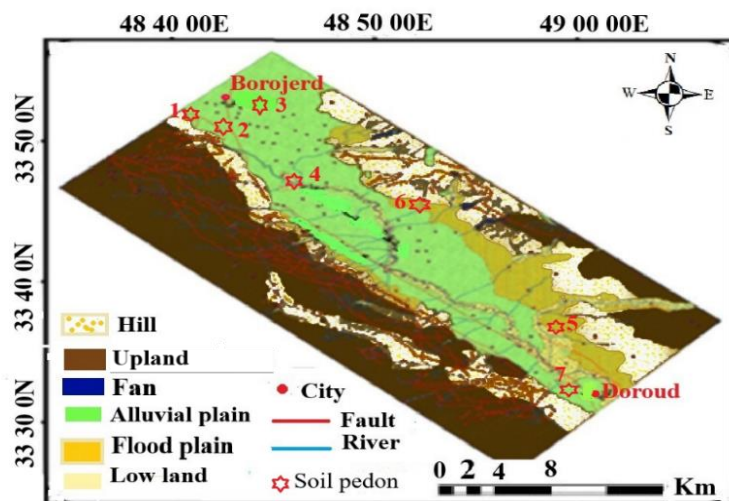 48 40 00E 48 50 00E 49 00 00E
N
W E
S
33 50 0N
33 40 0N
33 30 0N
Borojerd
1
2
3
4
6
5
7
Doroud
Hill
Upland
Fan
Alluvial plain
Flood plain
Low land
City
Fault
River
Soil pedon
0 2 4 8
Km